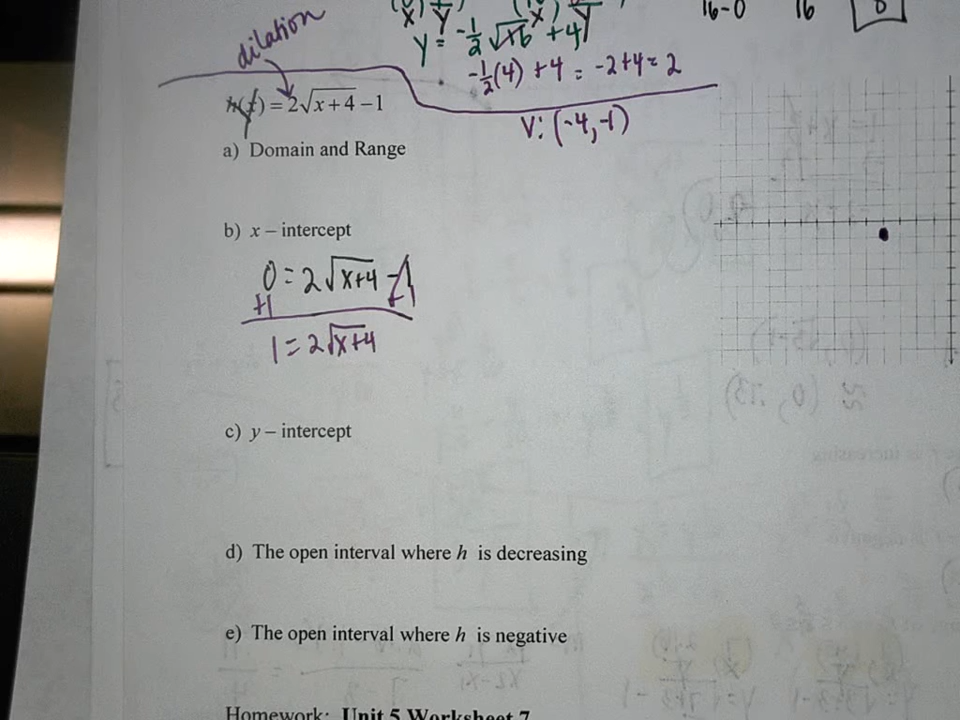 y = -1/2 √16 + 4
16-0 16
dilation
-1/2(4) + 4 = -2+4 = 2
= 2√x+4 − 1
V: (-4,-1)
a) Domain and Range
b) x – intercept
0 = 2√x+4 -1
+1 +1
1 = 2√x+4
c) y – intercept
d) The open interval where h is decreasing
e) The open interval where h is negative
Homework: Unit 5 Worksheet 7